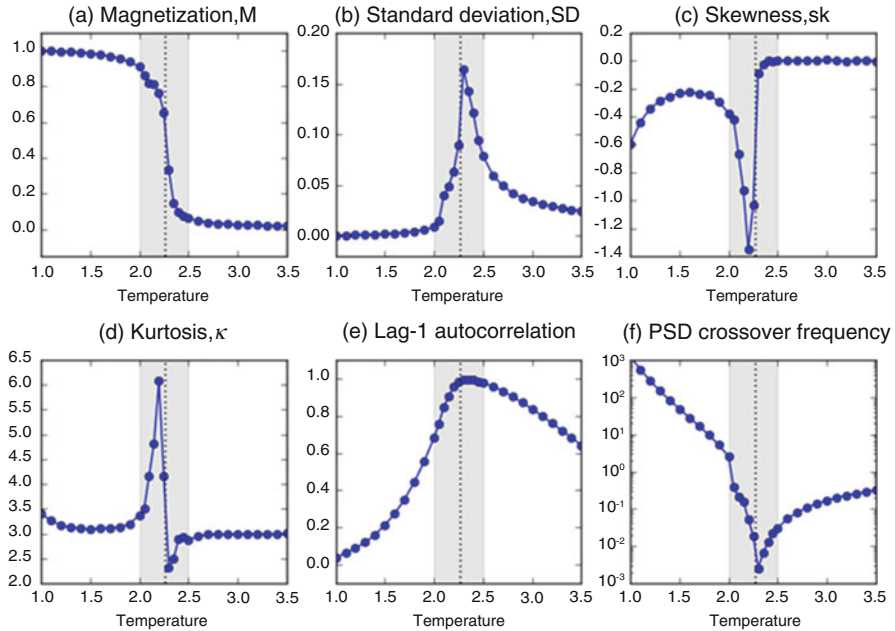 (a) Magnetization,M
1.0
0.8
0.6
0.4
0.2
0.0
1.0 1.5 2.0 2.5 3.0 3.5
Temperature
(b) Standard deviation,SD
0.20
0.15
0.10
0.05
0.00
1.0 1.5 2.0 2.5 3.0 3.5
Temperature
(c) Skewness,sk
0.2
0.0
-0.2
-0.4
-0.6
-0.8
-1.0
-1.2
-1.4
1.0 1.5 2.0 2.5 3.0 3.5
Temperature
(d) Kurtosis,κ
6.5
6.0
5.5
5.0
4.5
4.0
3.5
3.0
2.5
2.0
1.0 1.5 2.0 2.5 3.0 3.5
Temperature
(e) Lag-1 autocorrelation
1.0
0.8
0.6
0.4
0.2
0.0
1.0 1.5 2.0 2.5 3.0 3.5
Temperature
(f) PSD crossover frequency
10³
10²
10¹
10⁰
10⁻¹
10⁻²
10⁻³
1.0 1.5 2.0 2.5 3.0 3.5
Temperature